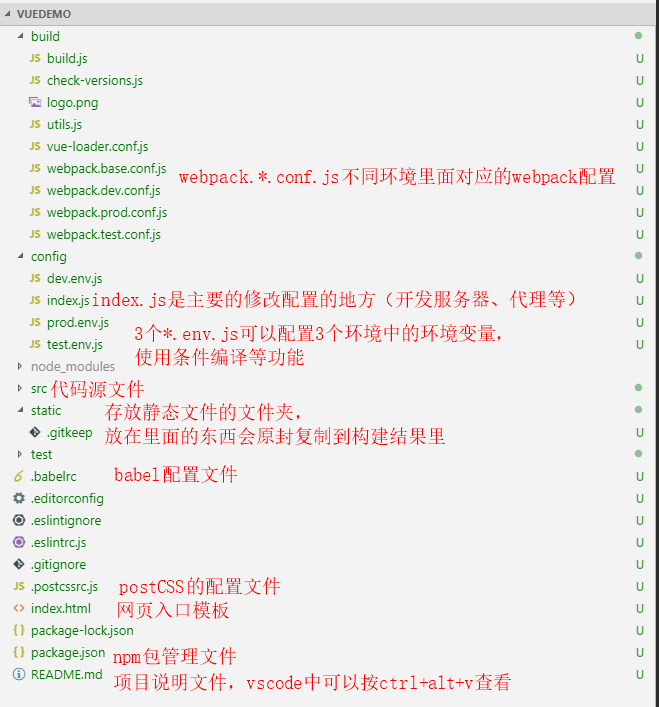 VUEDEMO
build
build.js U
check-versions.js U
logo.png U
utils.js U
vue-loader.conf.js U
webpack.base.conf.js U
webpack.*.conf.js不同环境里面对应的webpack配置
webpack.dev.conf.js U
webpack.prod.conf.js U
webpack.test.conf.js U
config
dev.env.js U
index.js index.js是主要的修改配置的地方（开发服务器、代理等） U
prod.env.js U
3个*.env.js可以配置3个环境中的环境变量，
test.env.js U
使用条件编译等功能
node_modules
src 代码源文件
static 存放静态文件的文件夹，
.gitkeep 放在里面的东西会原封复制到构建结果里 U
test
.babelrc babel配置文件 U
.editorconfig U
.eslintignore U
.eslintrc.js U
.gitignore U
JS .postcssrc.js postCSS的配置文件 U
<> index.html 网页入口模板 U
{} package-lock.json U
{} package.json npm包管理文件 U
README.md 项目说明文件，vscode中可以按ctrl+alt+v查看 U